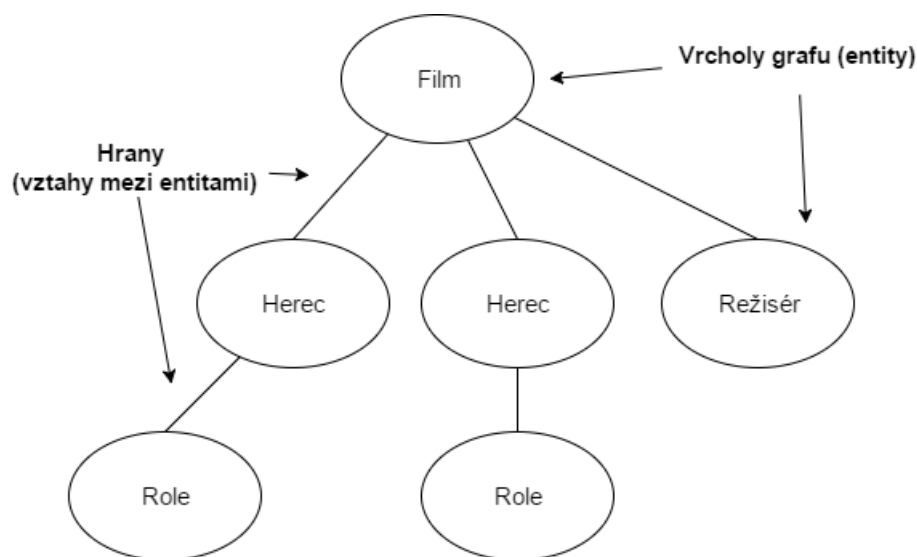 Film
Vrcholy grafu (entity)
Hrany
(vztahy mezi entitami)
Herec
Herec
Režisér
Role
Role